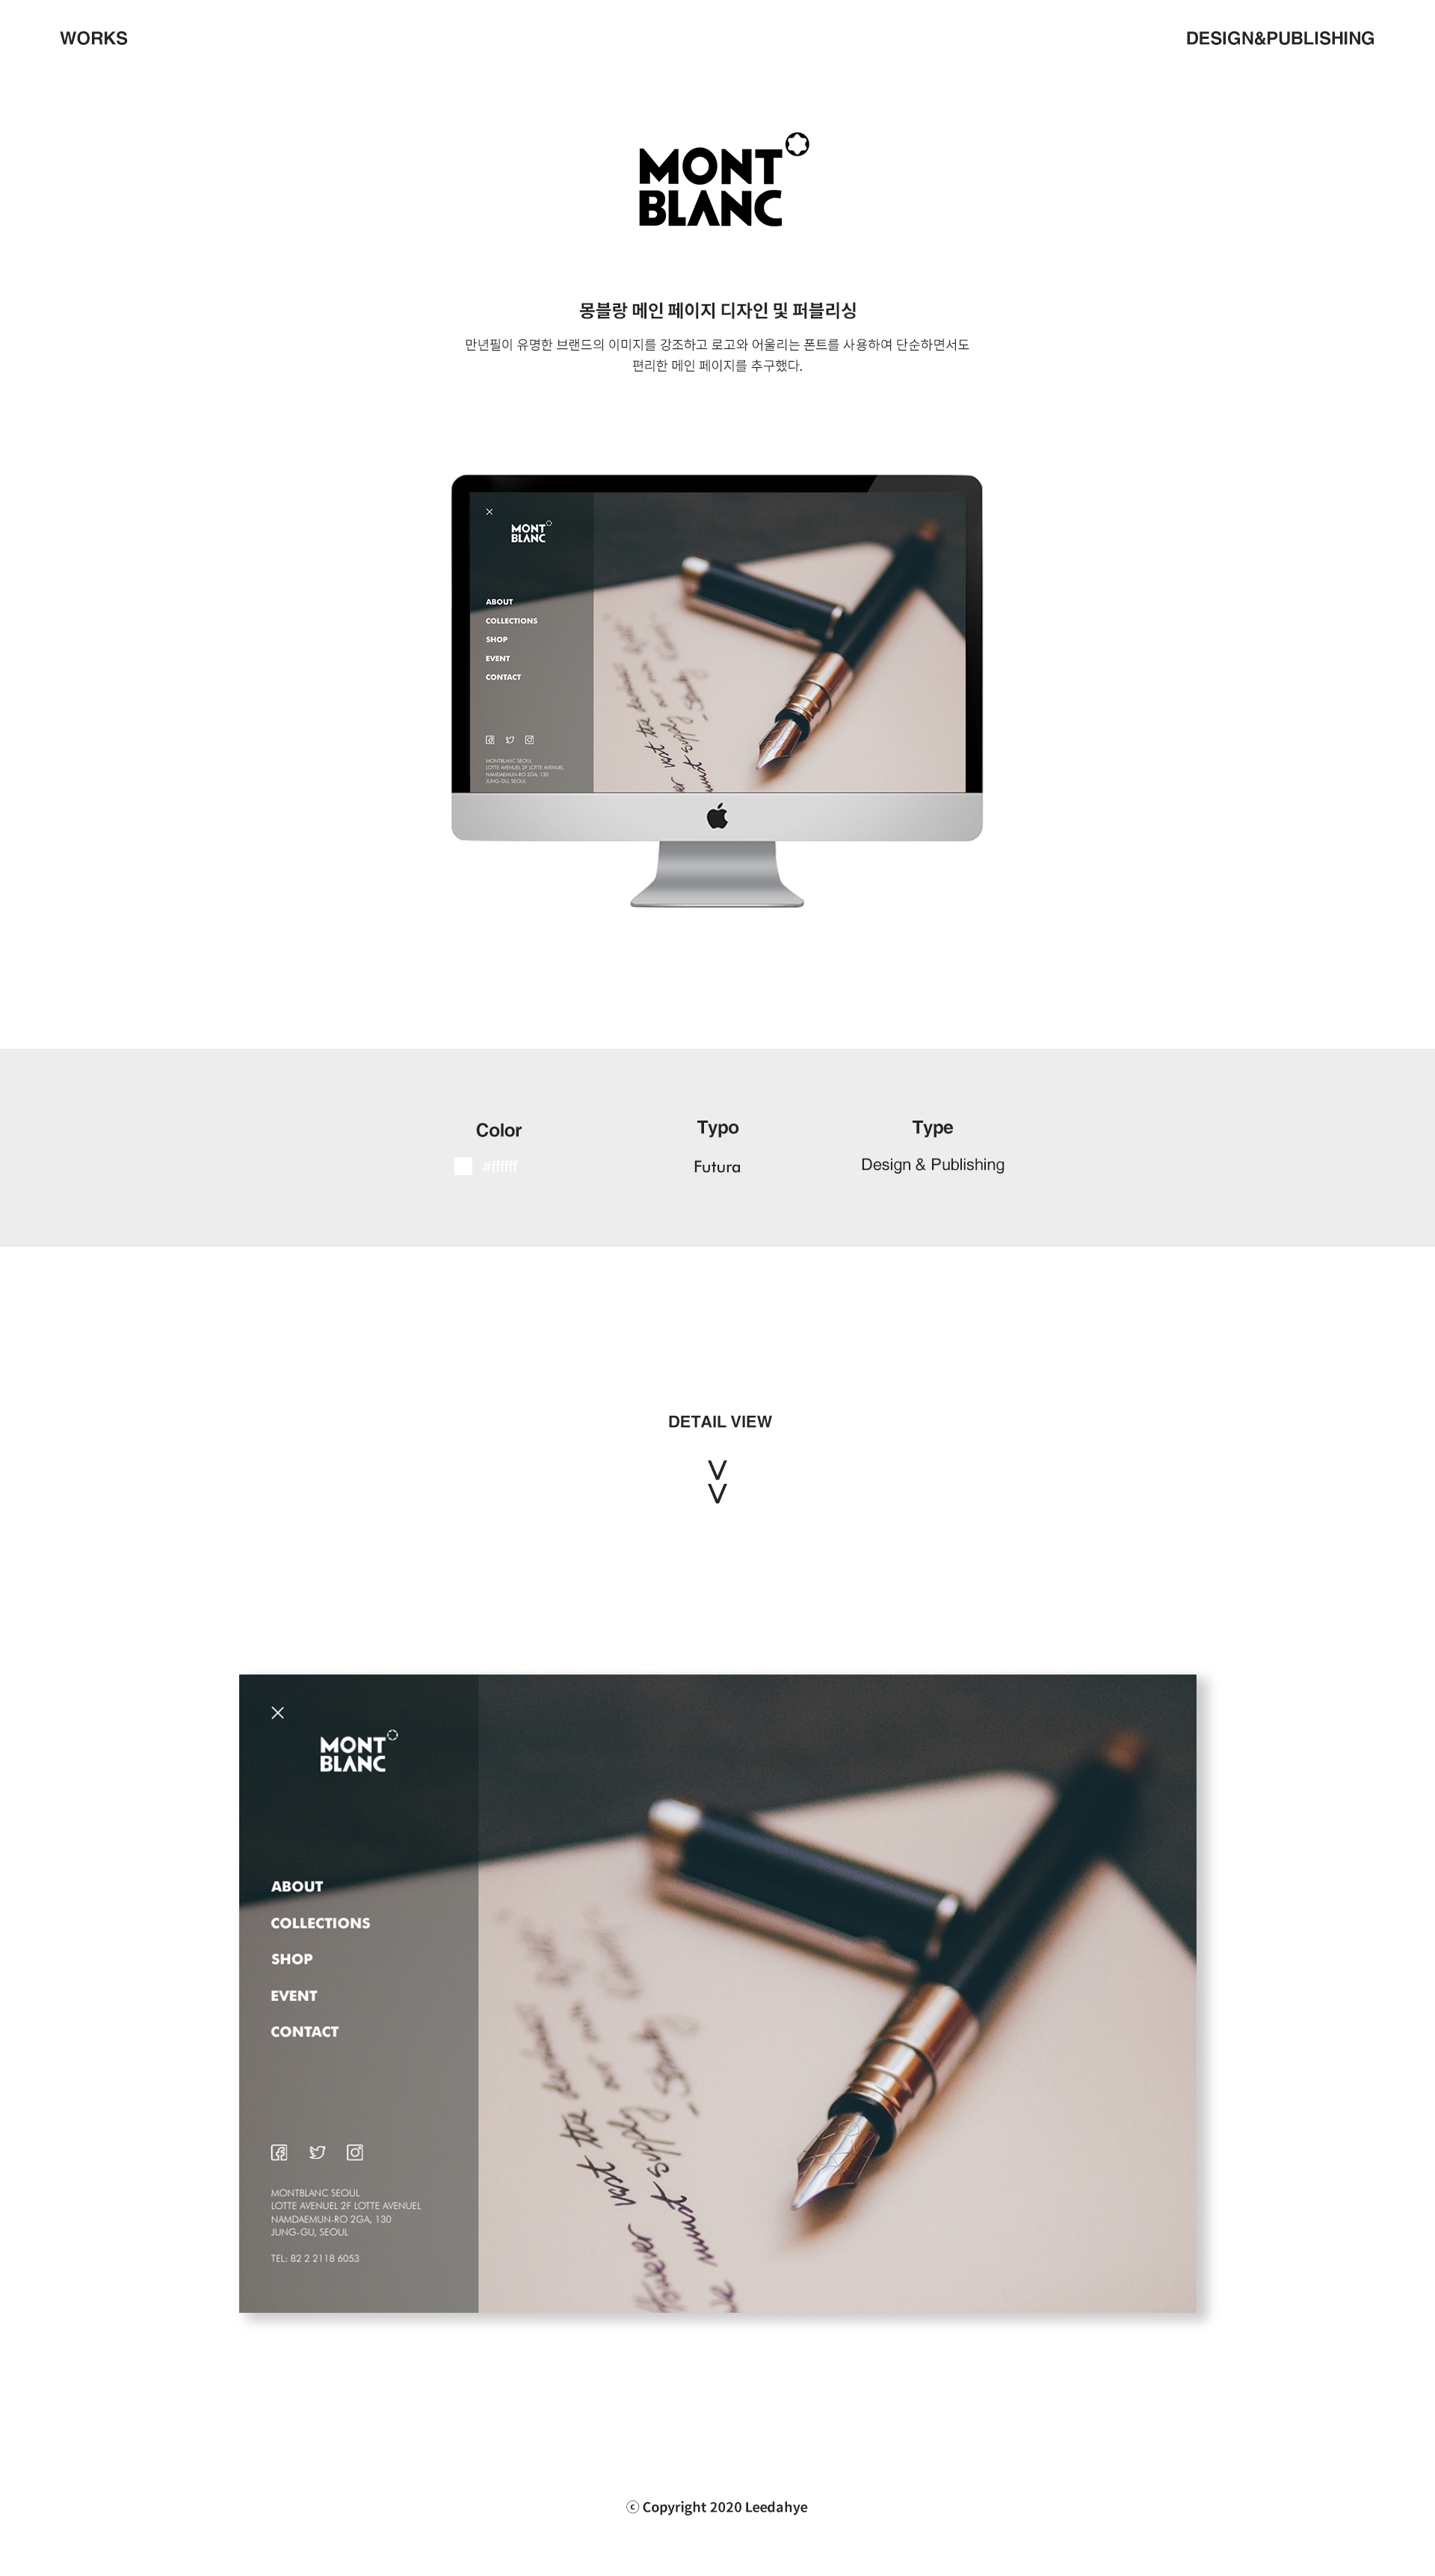 WORKS
DESIGN&PUBLISHING
MONT
BLANC
몽블랑 메인 페이지 디자인 및 퍼블리싱
만년필이 유명한 브랜드의 이미지를 강조하고 로고와 어울리는 폰트를 사용하여 단순하면서도
편리한 메인 페이지를 추구했다.
MONT
BLANC
ABOUT
COLLECTIONS
SHOP
EVENT
CONTACT
MONTBLANC SEOUL
LOTTE AVENUEL 2F LOTTE AVENUEL
NAMDAEMUN-RO 2GA, 130
JUNG-GU, SEOUL
Color
#ffffff
Typo
Futura
Type
Design & Publishing
DETAIL VIEW
V
V
MONT
BLANC
ABOUT
COLLECTIONS
SHOP
EVENT
CONTACT
MONTBLANC SEOUL
LOTTE AVENUEL 2F LOTTE AVENUEL
NAMDAEMUN-RO 2GA, 130
JUNG-GU, SEOUL
TEL: 82 2 2118 6053
However
must supply
ⓒ Copyright 2020 Leedahye